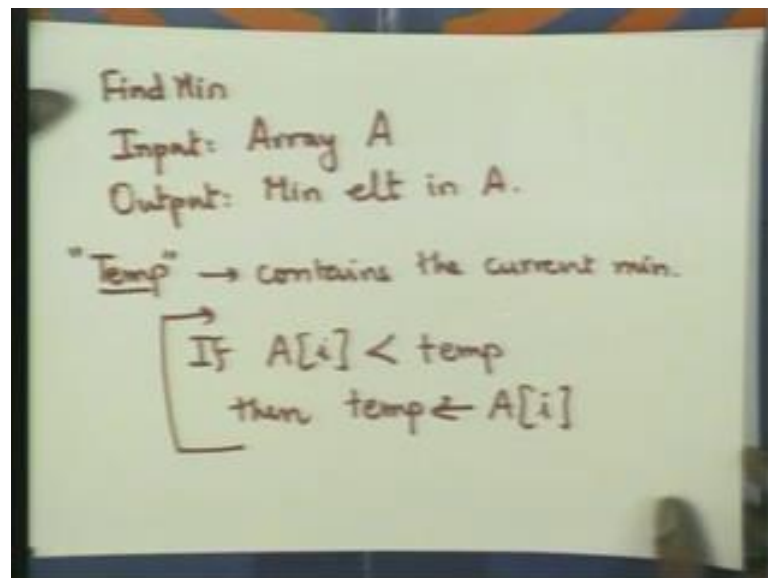 Find Min
Input: Array A
Output: Min elt in A.
"Temp" → contains the current min.
If A[i] < temp
then temp ← A[i]